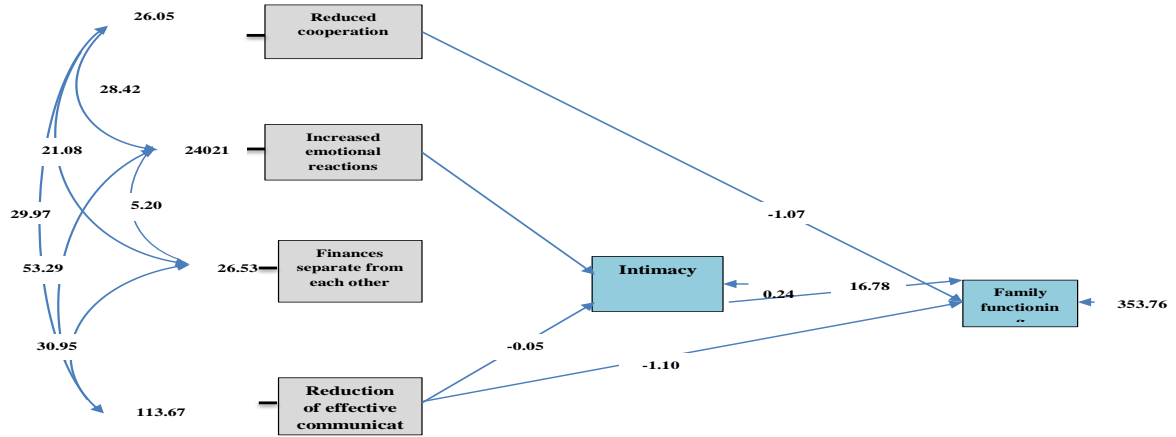 26.05
Reduced
cooperation
28.42
21.08
24021
Increased
emotional
reactions
5.20
29.97
-1.07
53.29
26.53
Finances
separate from
each other
Intimacy
0.24
16.78
Family
functionin
353.76
30.95
-0.05
-1.10
113.67
Reduction
of effective
communicat